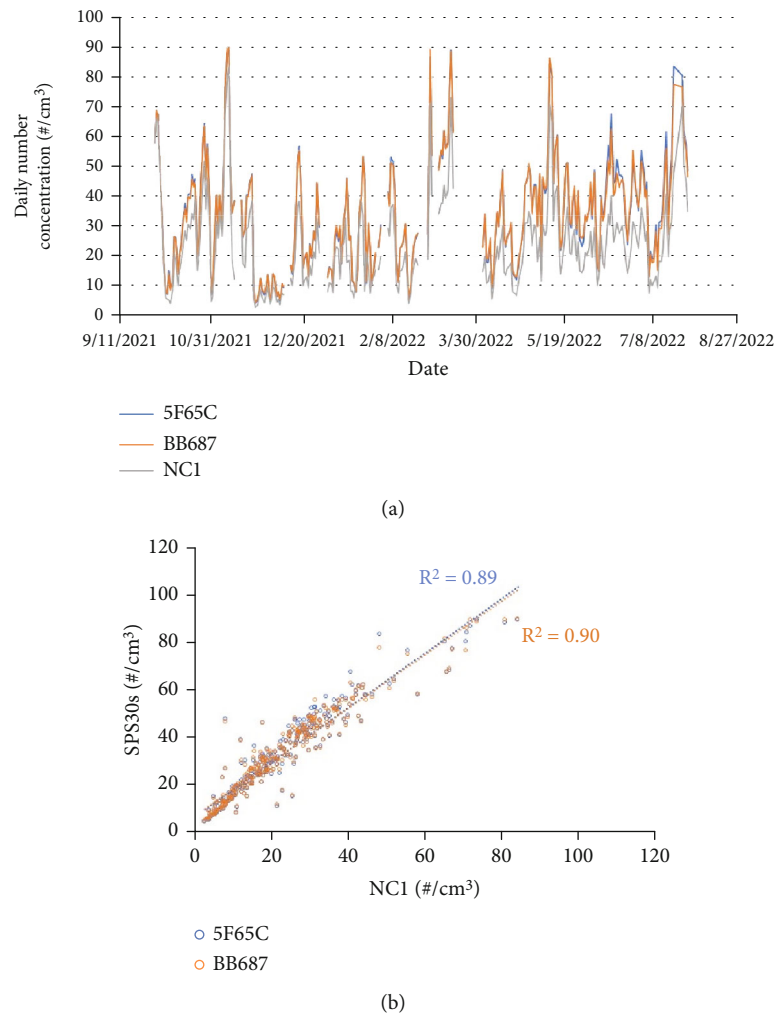 100
90
80
70
60
50
40
30
20
10
0
Daily number
concentration (#/cm³)
9/11/2021 10/31/2021 12/20/2021 2/8/2022 3/30/2022 5/19/2022 7/8/2022 8/27/2022
Date
5F65C
BB687
NC1
(a)
120
100
80
60
40
20
0
SPS30s (#/cm³)
R² = 0.89
R² = 0.90
0 20 40 60 80 100 120
NC1 (#/cm³)
5F65C
BB687
(b)